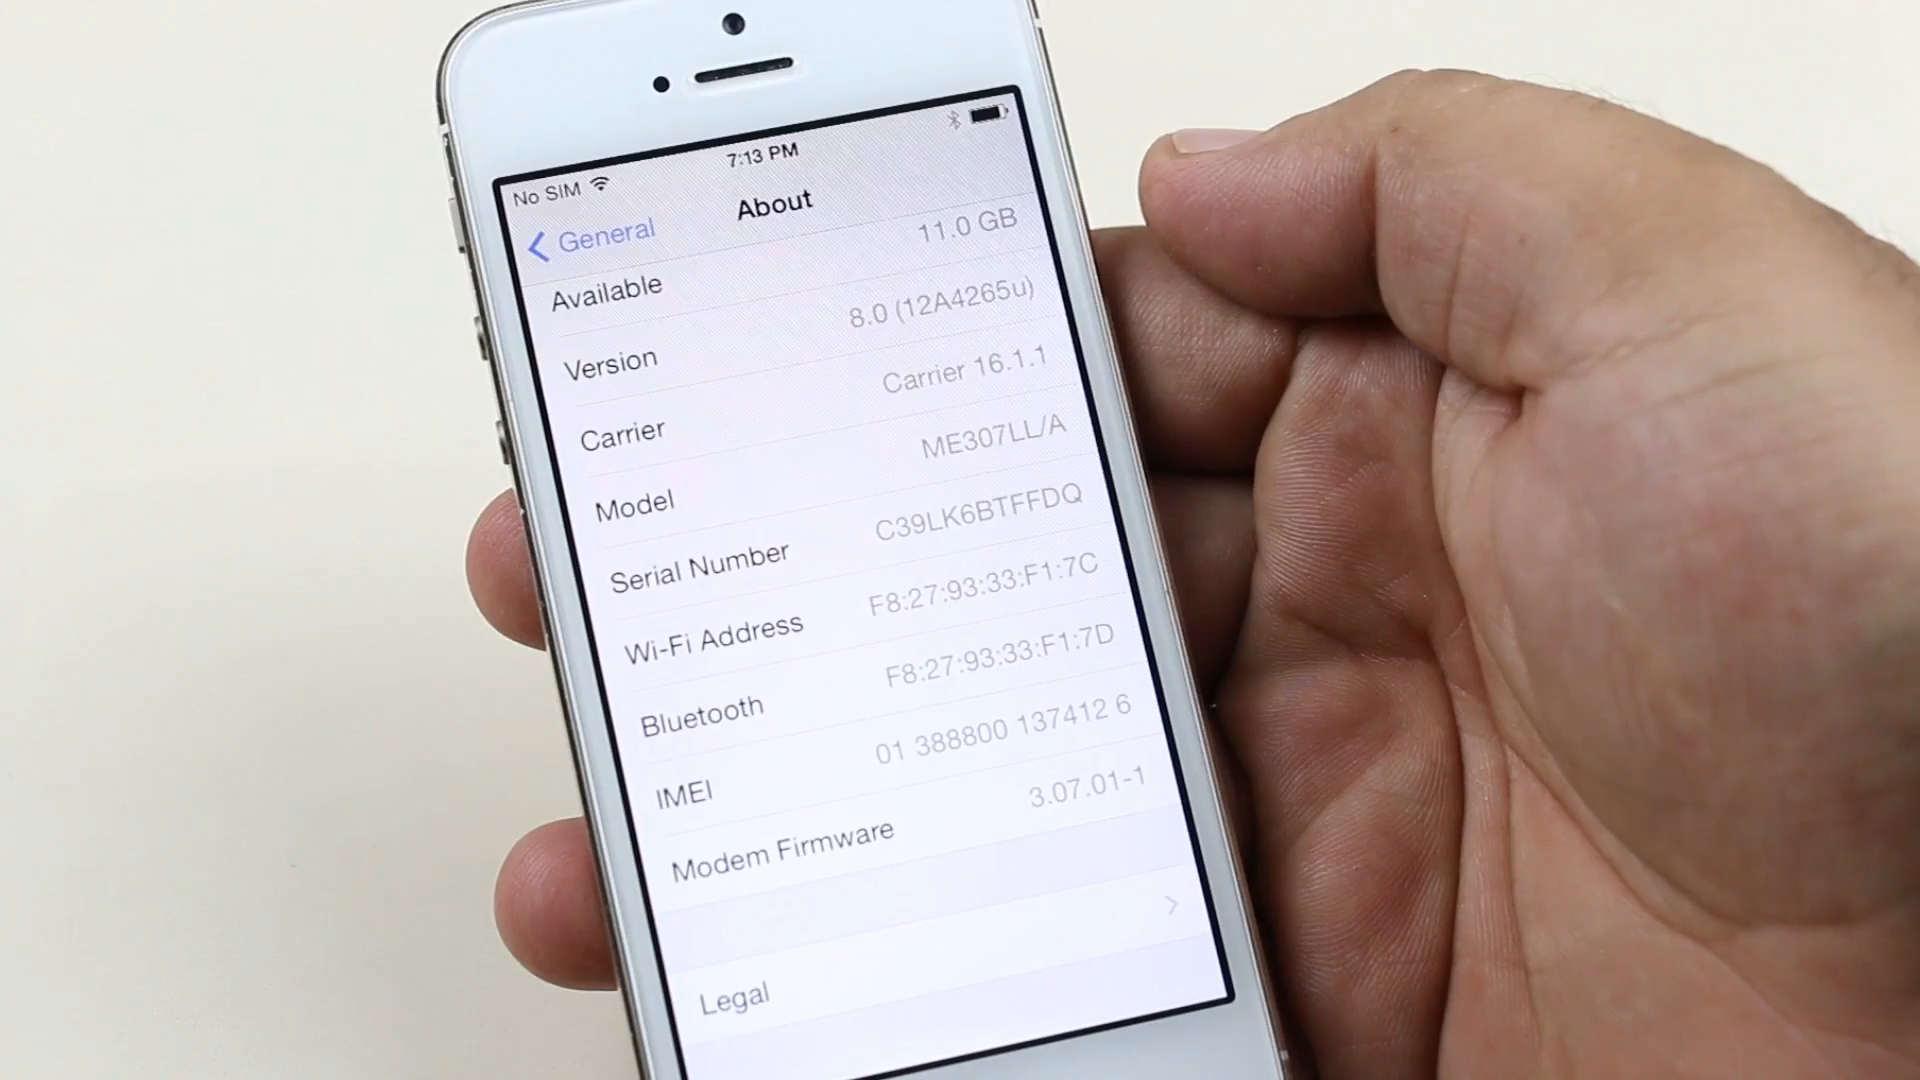 No SIM 7:13 PM
General About
Available 11.0 GB
Version 8.0 (12A4265u)
Carrier Carrier 16.1.1
Model ME307LL/A
Serial Number C39LK6BTFFDQ
Wi-Fi Address F8:27:93:33:F1:7C
Bluetooth F8:27:93:33:F1:7D
IMEI 01 388800 137412 6
Modem Firmware 3.07.01-1
Legal